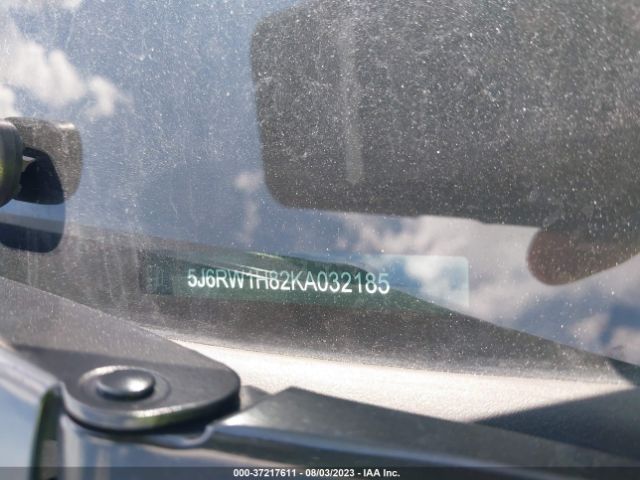 5J6RW1H82KA032185
000-37217611 - 08/03/2023 - IAA Inc.